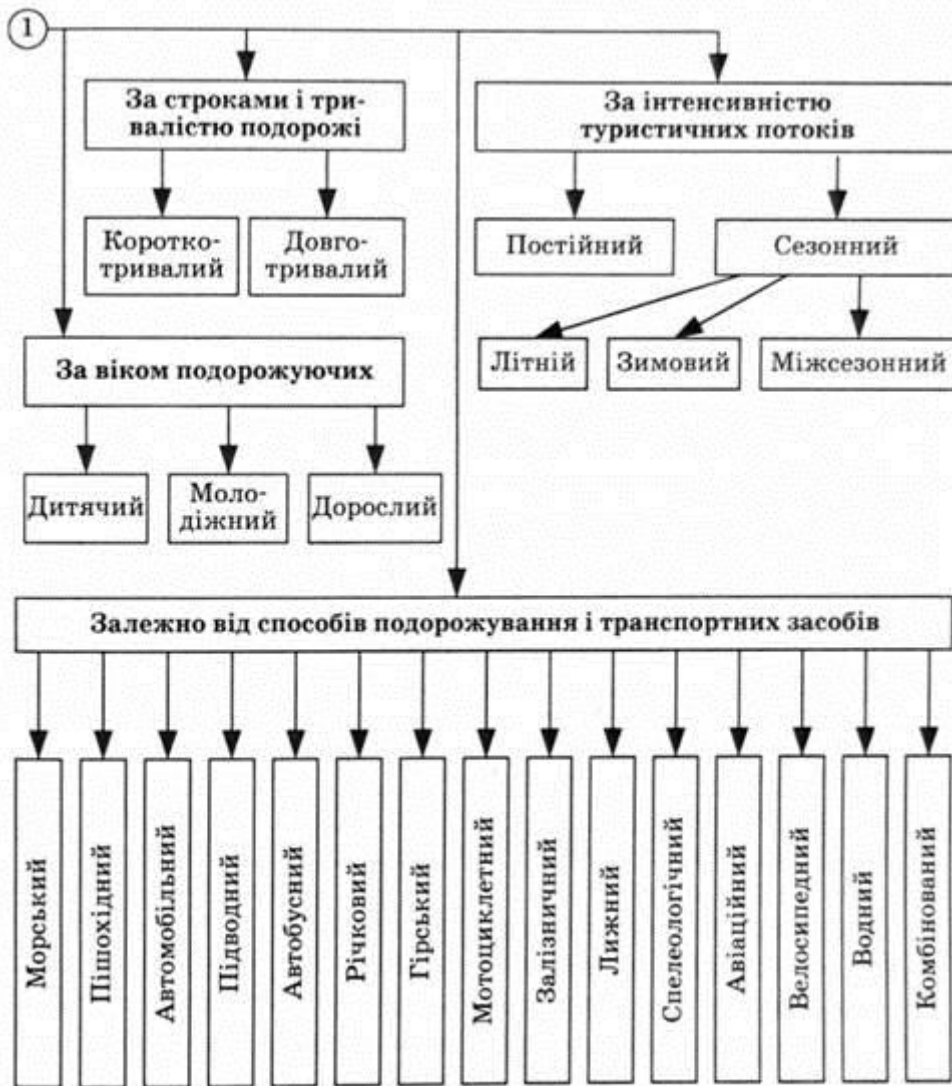 1
За строками і три-
валістю подорожі
За інтенсивністю
туристичних потоків
Коротко-
тривалий
Довго-
тривалий
Постійний
Сезонний
Літній
Зимовий
Міжсезонний
За віком подорожуючих
Дитячий
Моло-
діжний
Дорослий
Залежно від способів подорожування і транспортних засобів
Морський
Пішохідний
Автомобільний
Підводний
Автобусний
Річковий
Гірський
Мотоциклетний
Залізничний
Лижний
Спелеологічний
Авіаційний
Велосипедний
Водний
Комбінований